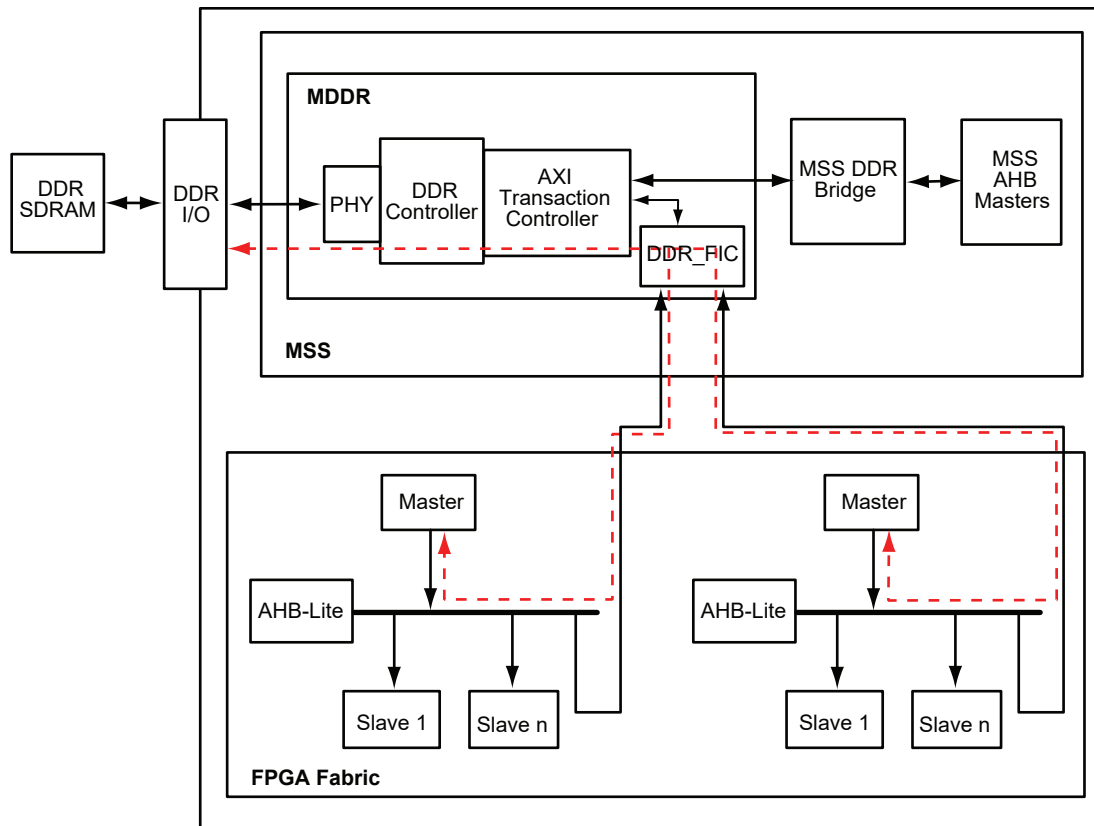 MDDR
DDR
SDRAM
DDR
I/O
PHY
DDR
Controller
AXI
Transaction
Controller
DDR_FIC
MSS DDR
Bridge
MSS
AHB
Masters
MSS
Master
AHB-Lite
Slave 1
Slave n
Master
AHB-Lite
Slave 1
Slave n
FPGA Fabric